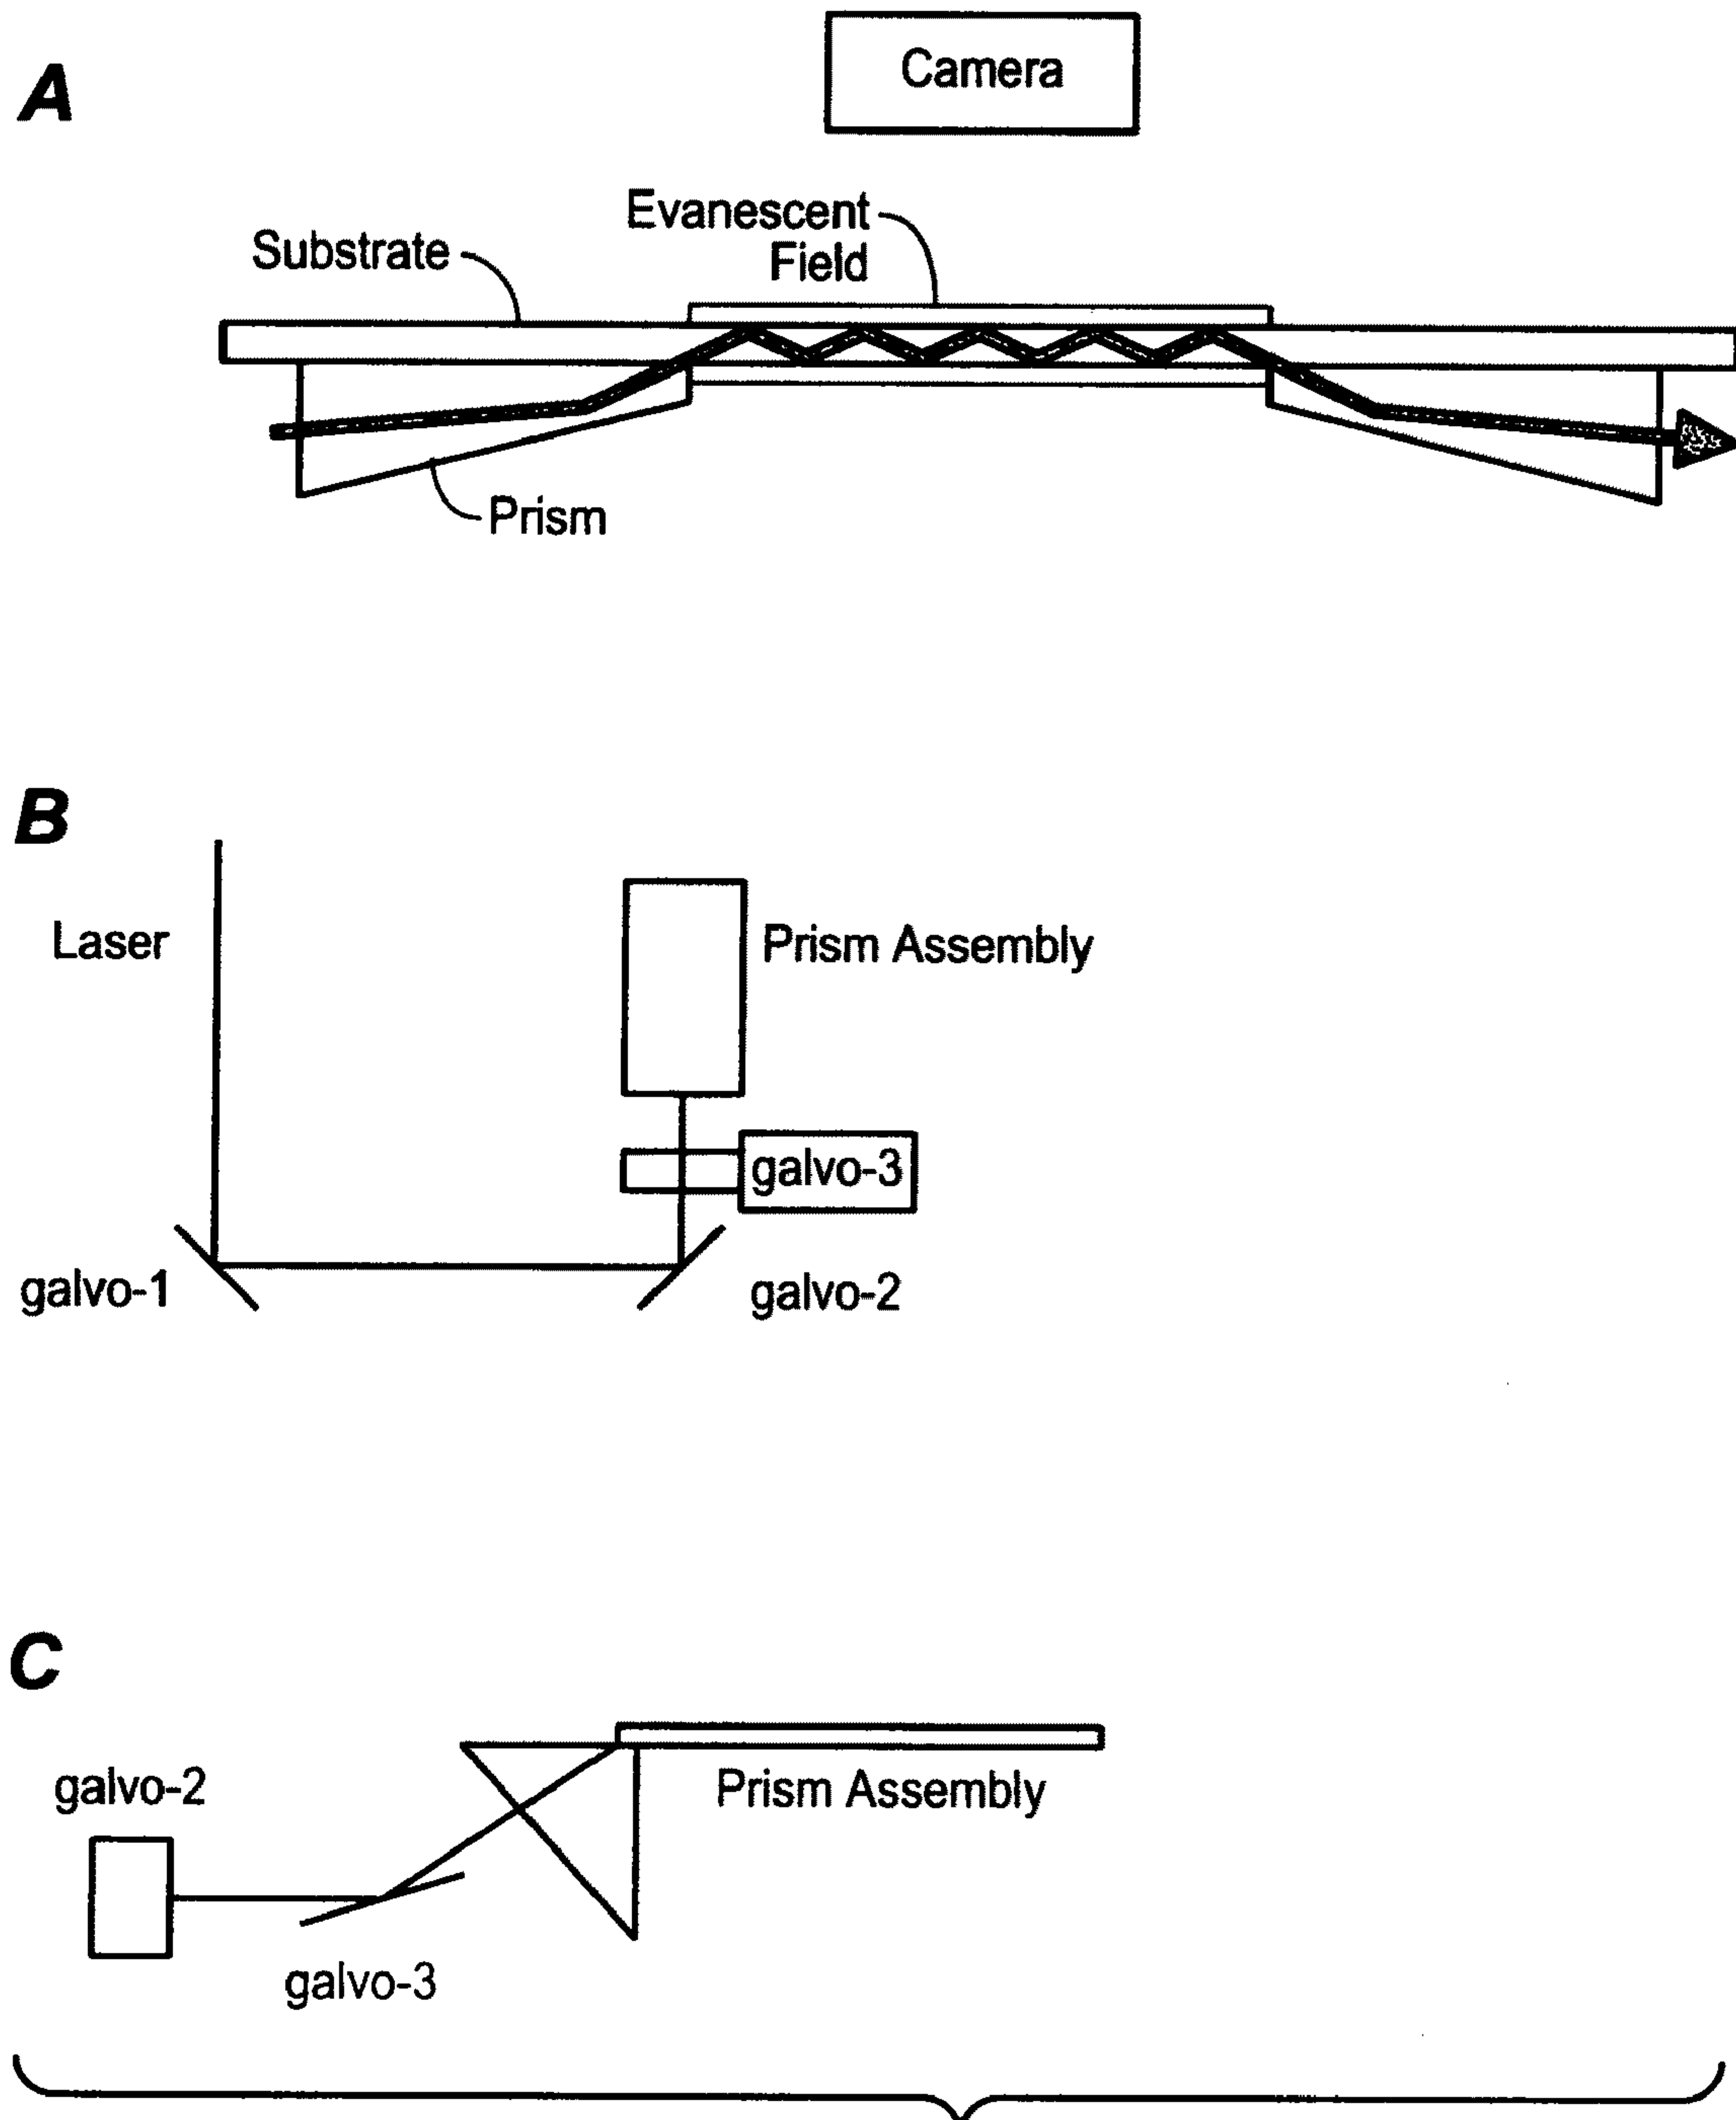 A
Camera
Evanescent
Field
Substrate
Prism
B
Laser
Prism Assembly
galvo-3
galvo-1
galvo-2
C
galvo-2
Prism Assembly
galvo-3